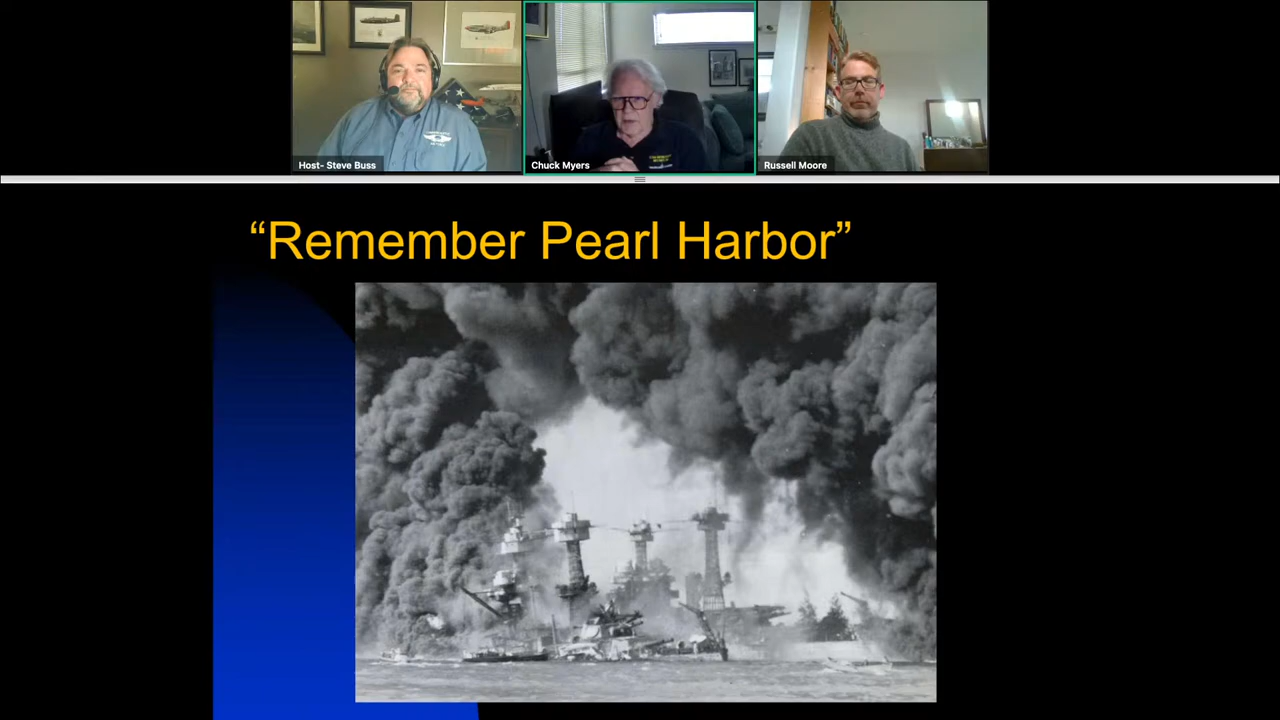 Host- Steve Buss
Chuck Myers
Russell Moore
“Remember Pearl Harbor”